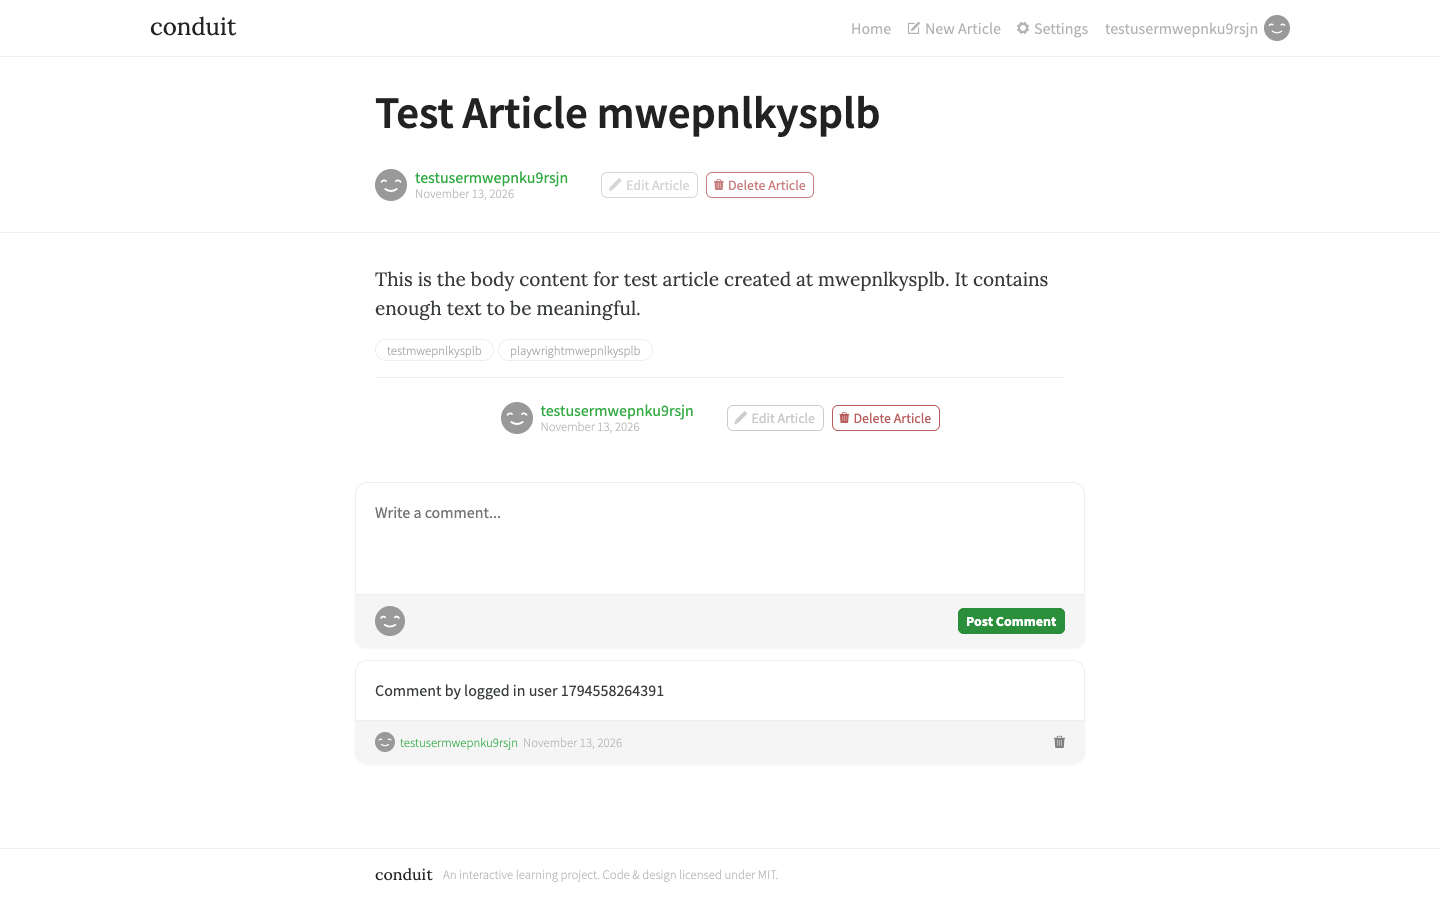 conduit
Home New Article Settings testusermwepnku9rsjn
Test Article mwepnlkysplb
testusermwepnku9rsjn
November 13, 2026
Edit Article Delete Article
This is the body content for test article created at mwepnlkysplb. It contains
enough text to be meaningful.
testmwepnlkysplb playwrightmwepnlkysplb
testusermwepnku9rsjn
November 13, 2026
Edit Article Delete Article
Write a comment...
Post Comment
Comment by logged in user 1794558264391
testusermwepnku9rsjn November 13, 2026
conduit An interactive learning project. Code & design licensed under MIT.